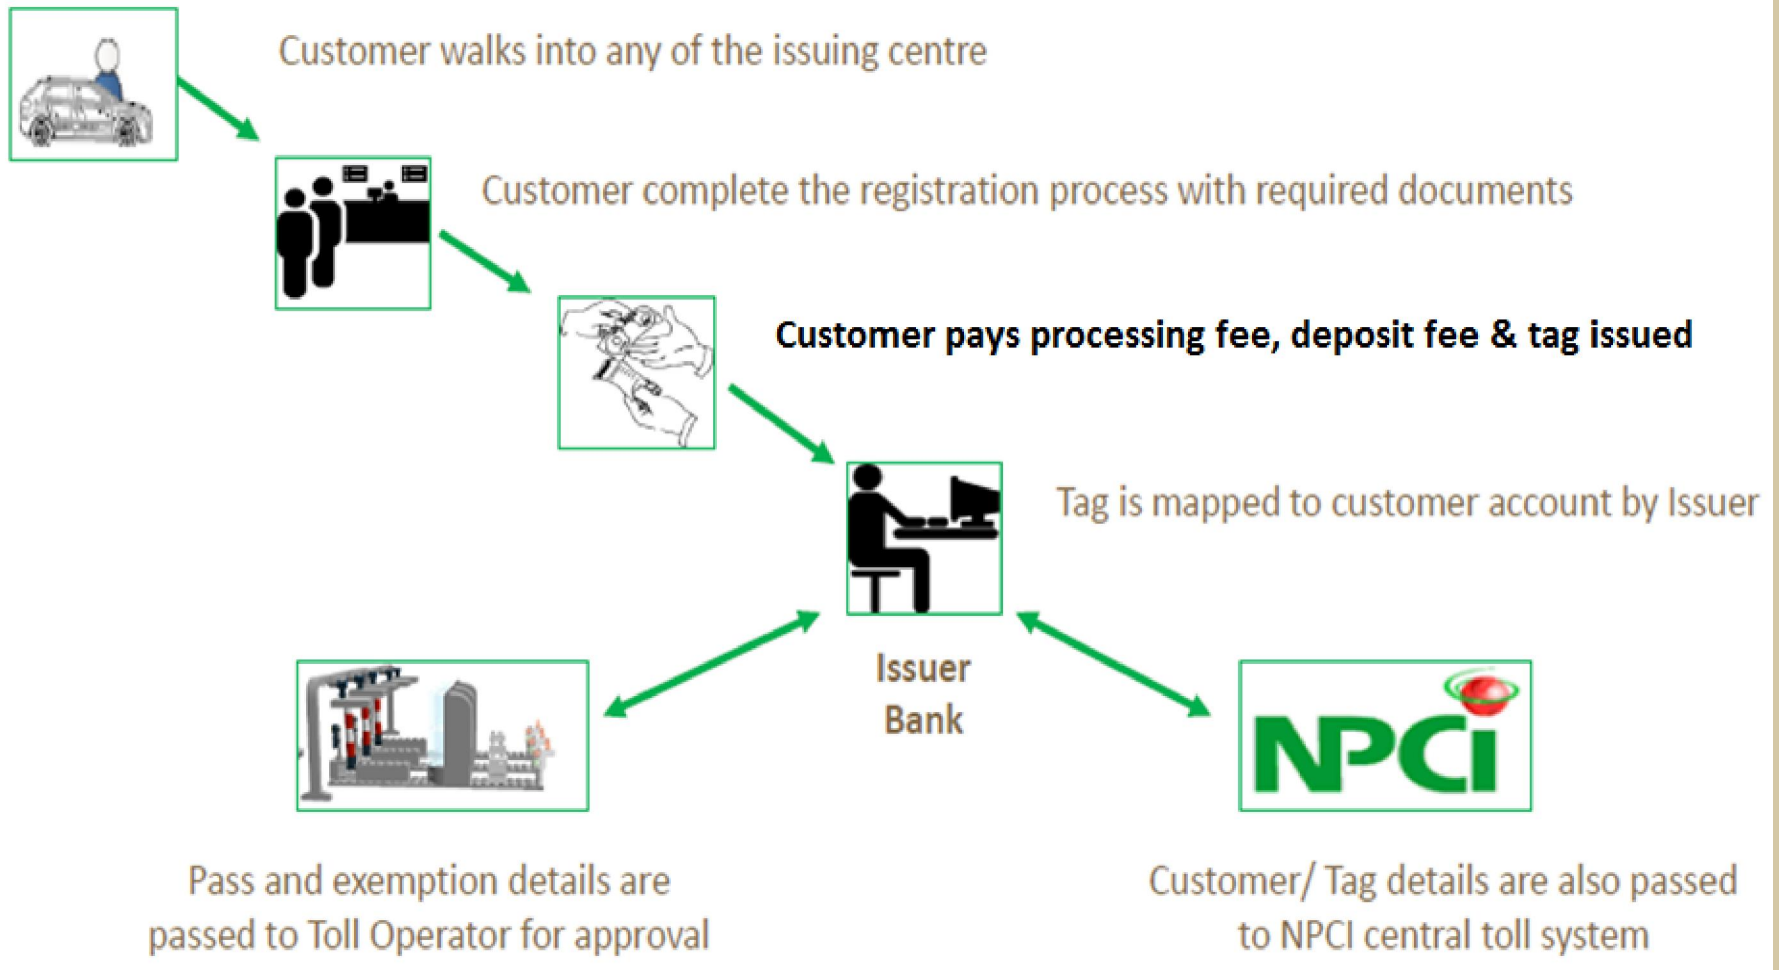 Customer walks into any of the issuing centre
Customer complete the registration process with required documents
Customer pays processing fee, deposit fee & tag issued
Tag is mapped to customer account by Issuer
Issuer
Bank
NPCi
Pass and exemption details are
passed to Toll Operator for approval
Customer/ Tag details are also passed
to NPCI central toll system